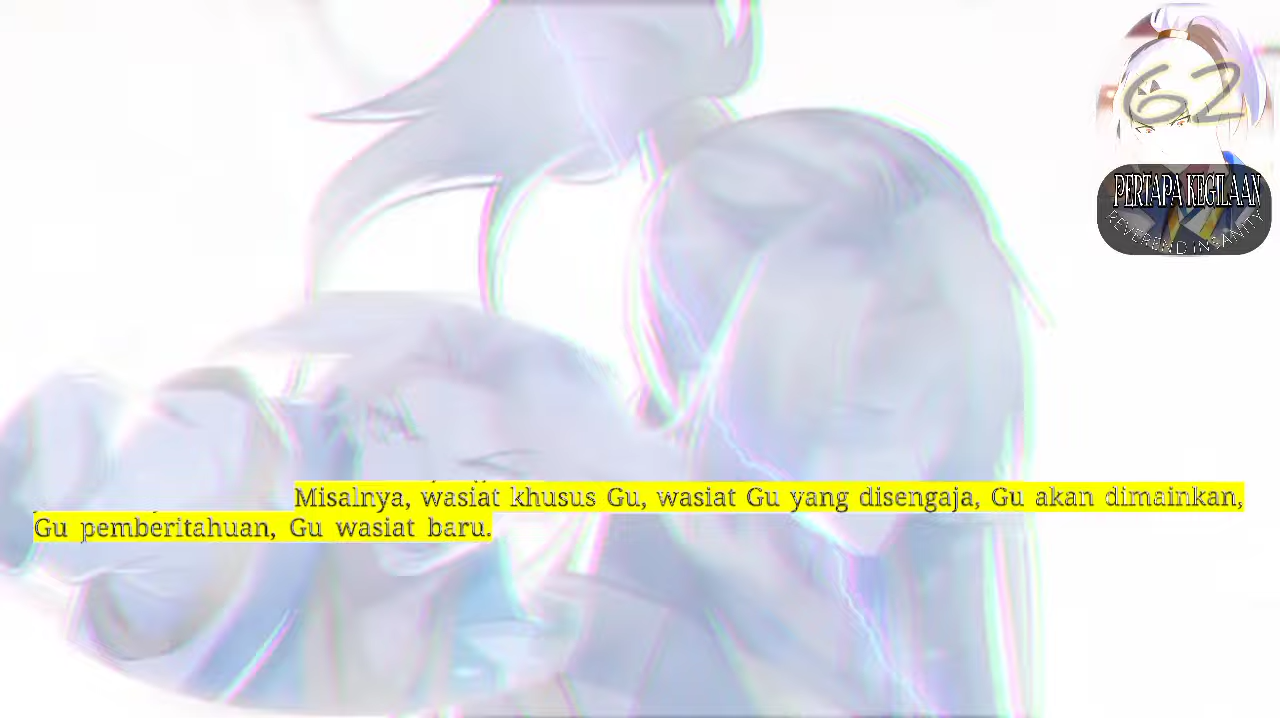 62
PERTAPA KEGILAAN
REVEREND INSANITY
Misalnya, wasiat khusus Gu, wasiat Gu yang disengaja, Gu akan dimainkan,
Gu pemberitahuan, Gu wasiat baru.